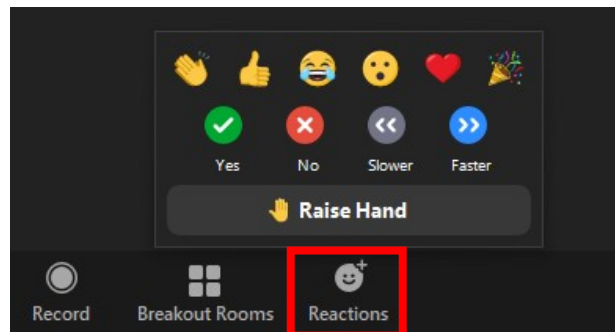 Yes No Slower Faster
Raise Hand
Record Breakout Rooms Reactions